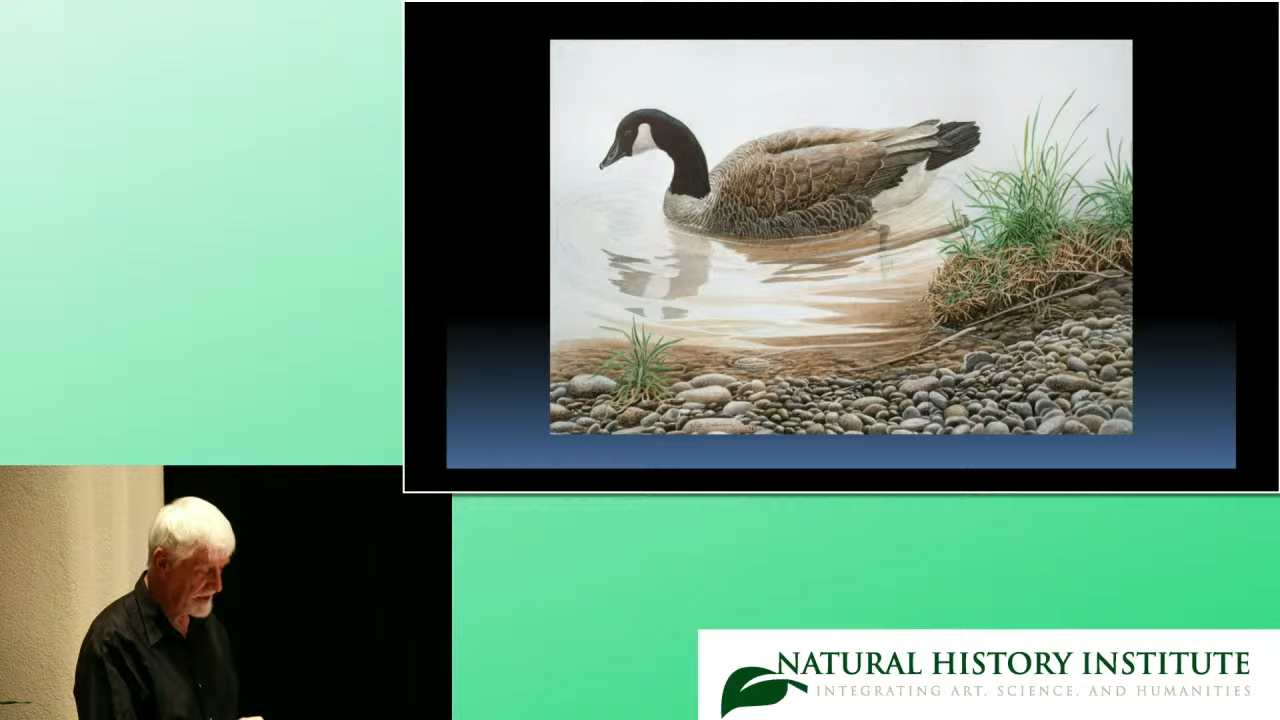 NATURAL HISTORY INSTITUTE
INTEGRATING ART, SCIENCE, AND HUMANITIES